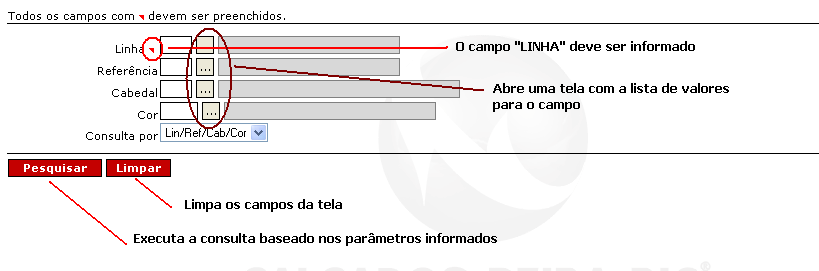 Todos os campos com devem ser preenchidos.
Linha ... O campo "LINHA" deve ser informado
Referência ...
Cabedal ... Abre uma tela com a lista de valores
para o campo
Cor ...
Consulta por Lin/Ref/Cab/Cor
Pesquisar Limpar
Limpa os campos da tela
Executa a consulta baseado nos parâmetros informados